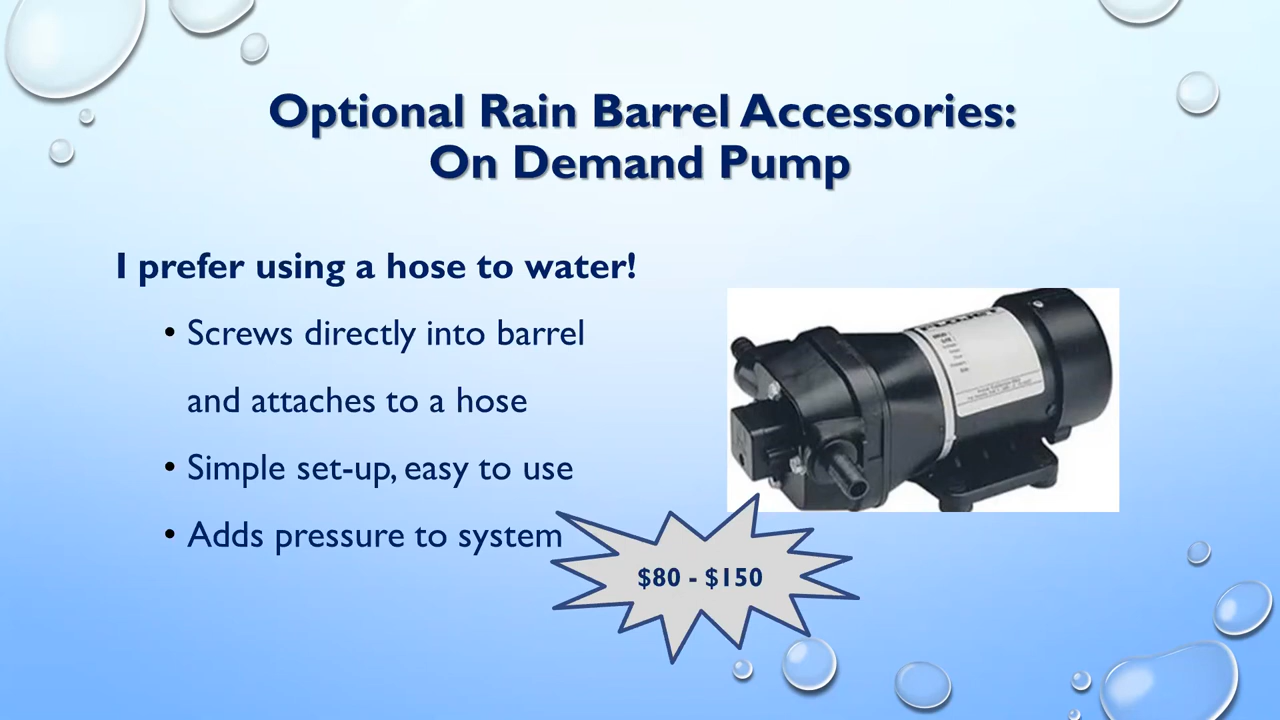 Optional Rain Barrel Accessories:
On Demand Pump
I prefer using a hose to water!
• Screws directly into barrel
and attaches to a hose
• Simple set-up, easy to use
• Adds pressure to system
FLOJET
$80 - $150